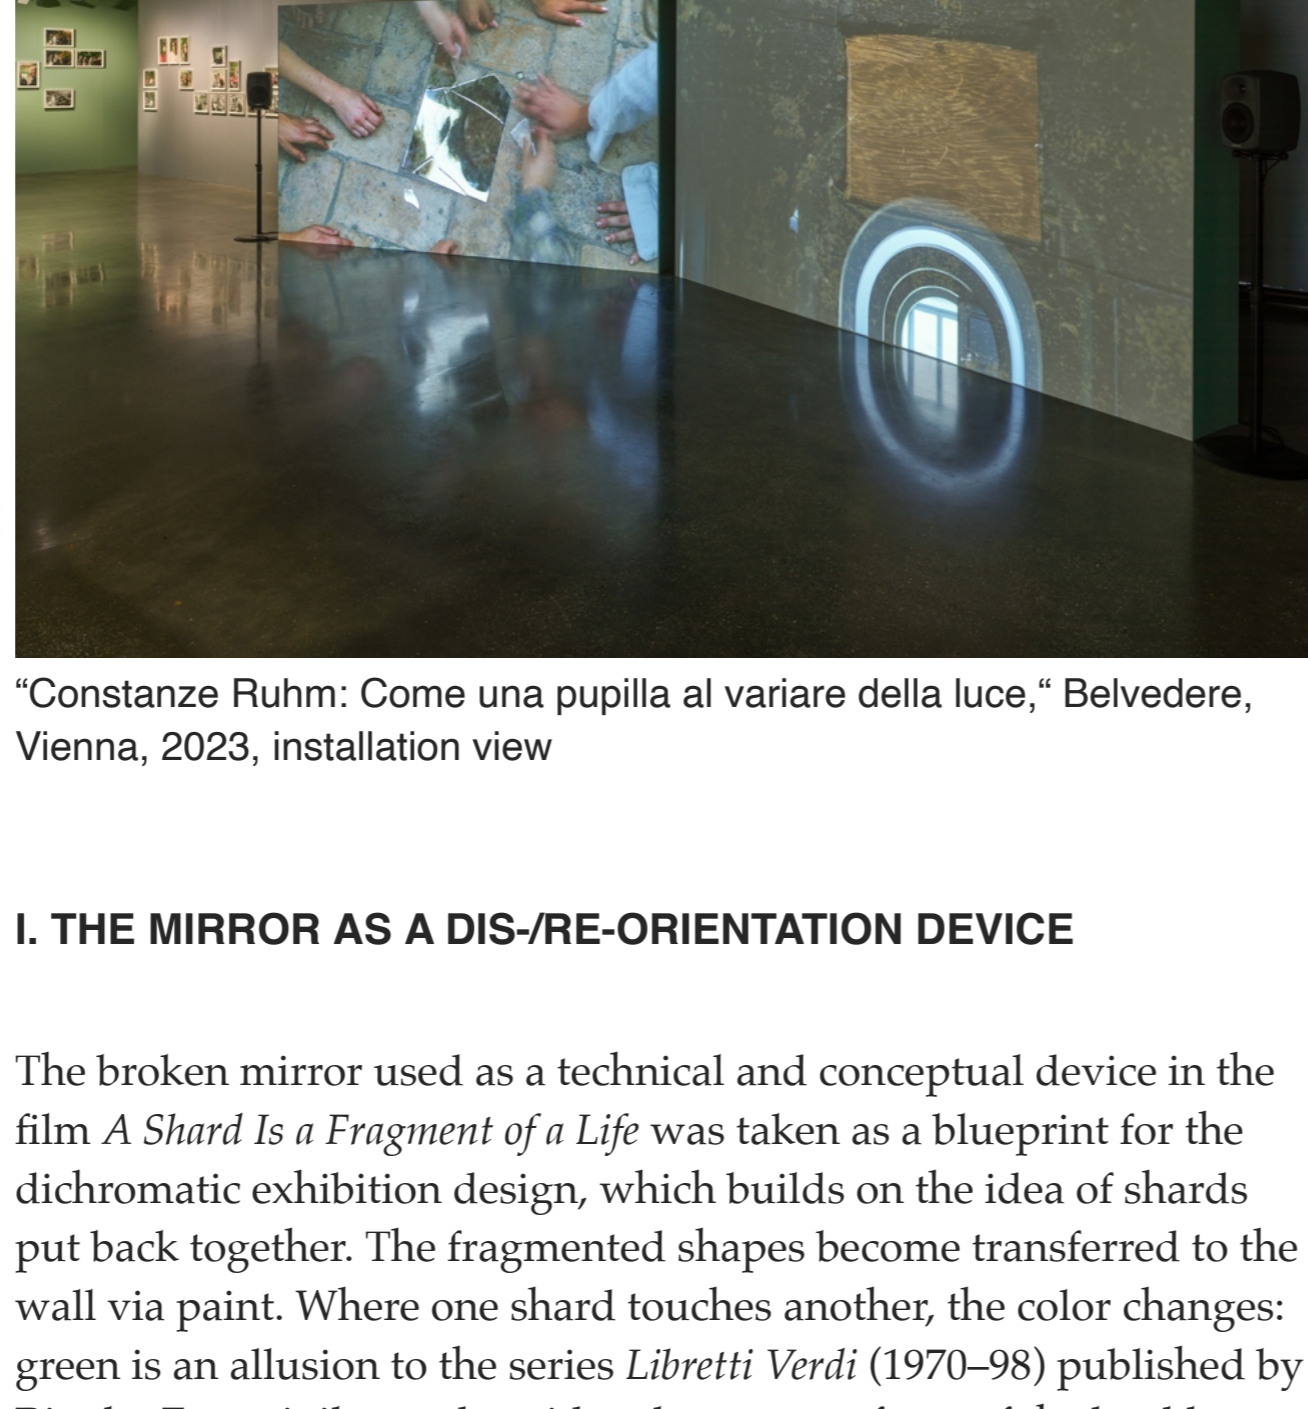 “Constanze Ruhm: Come una pupilla al variare della luce,“ Belvedere,
Vienna, 2023, installation view
I. THE MIRROR AS A DIS-/RE-ORIENTATION DEVICE
The broken mirror used as a technical and conceptual device in the
film A Shard Is a Fragment of a Life was taken as a blueprint for the
dichromatic exhibition design, which builds on the idea of shards
put back together. The fragmented shapes become transferred to the
wall via paint. Where one shard touches another, the color changes:
green is an allusion to the series Libretti Verdi (1970–98) published by